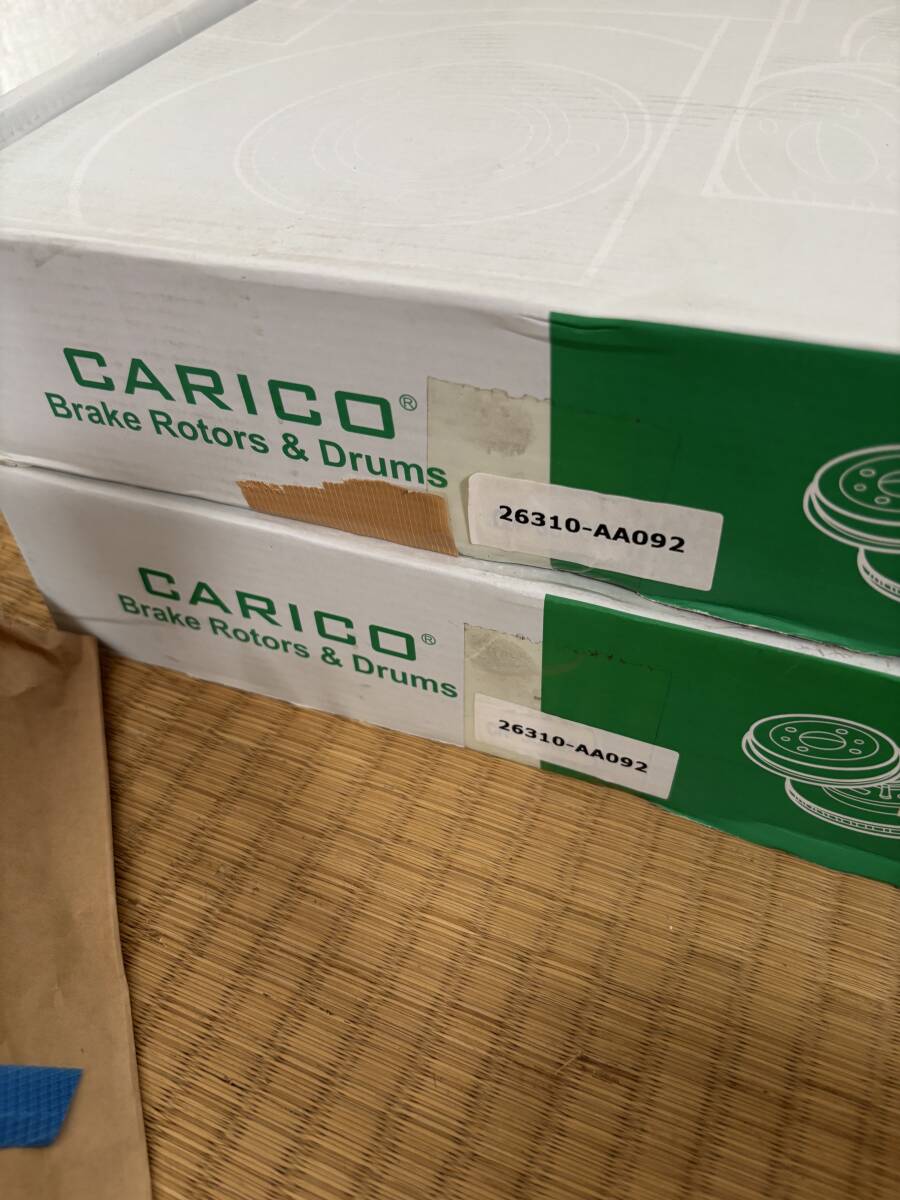 CARICO®
Brake Rotors & Drums
26310-AA092
CARICO®
Brake Rotors & Drums
26310-AA092